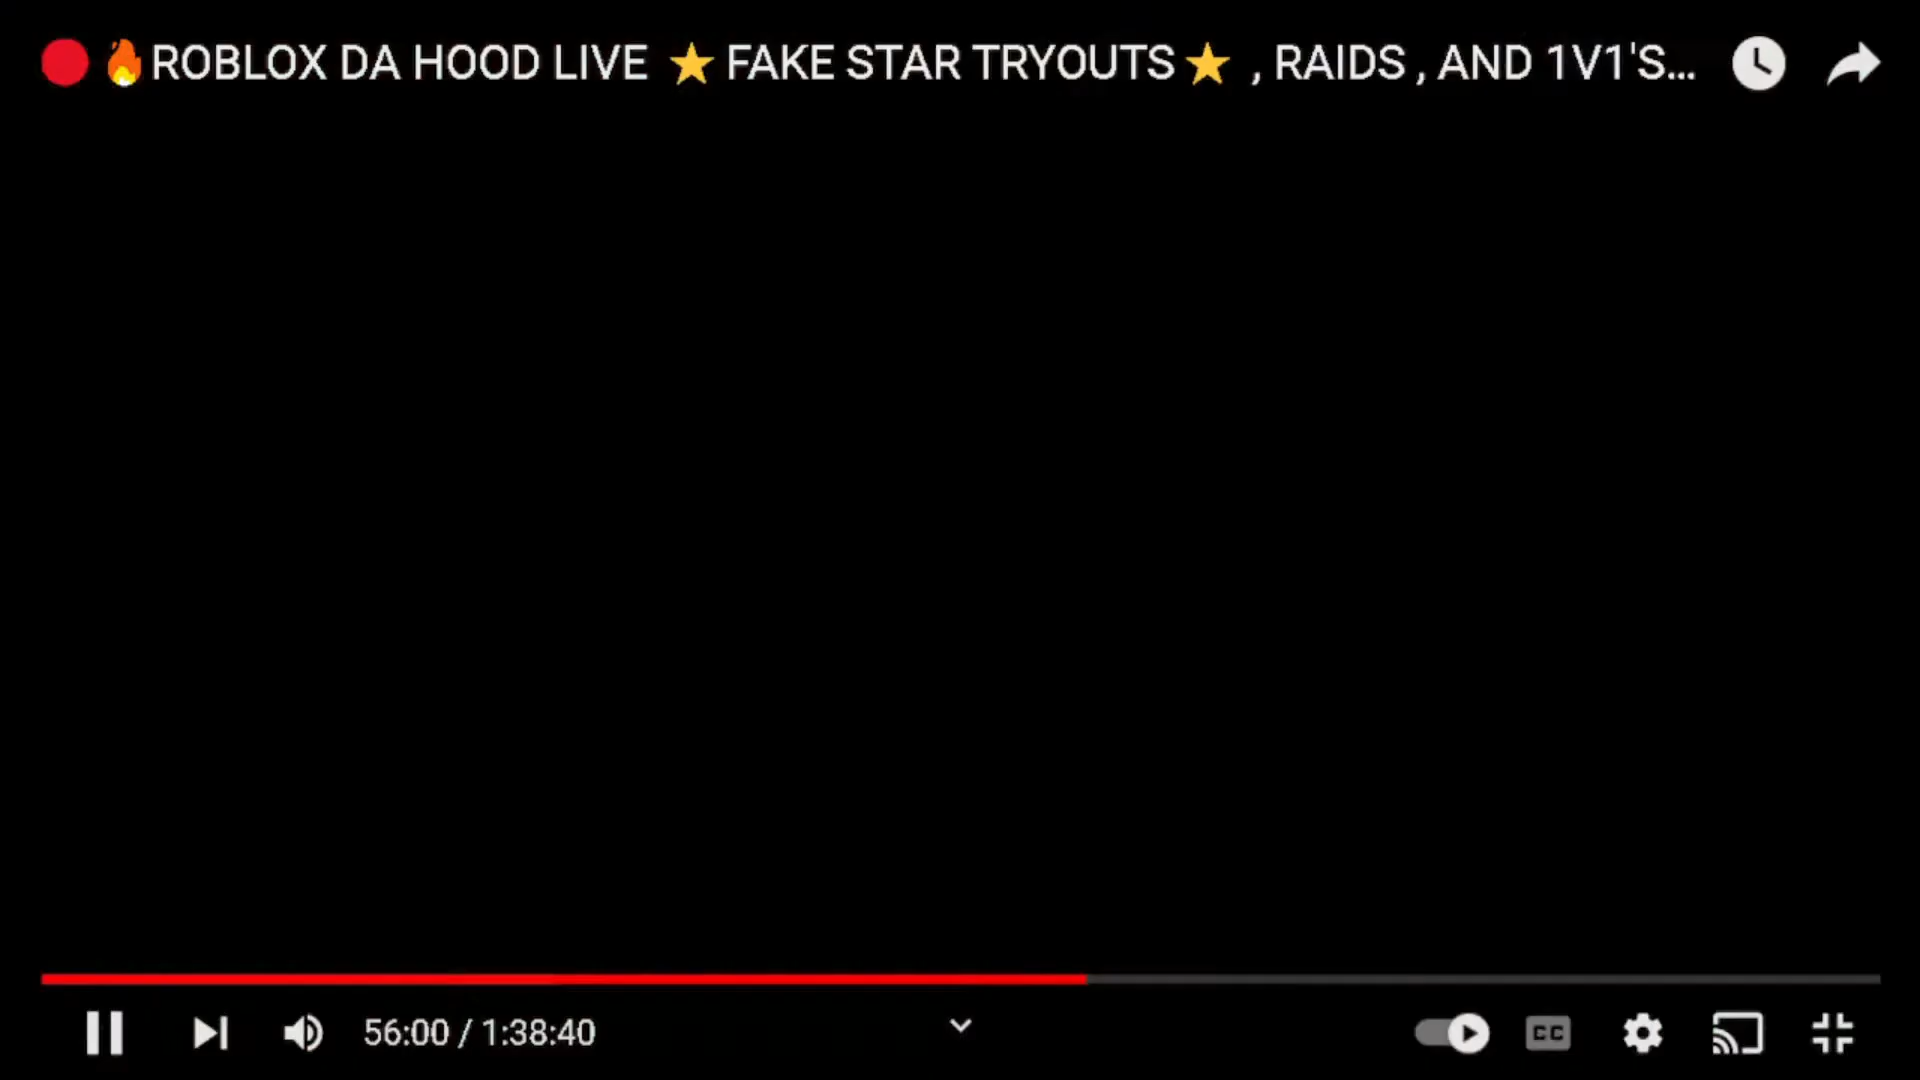 🔴🔥ROBLOX DA HOOD LIVE ⭐ FAKE STAR TRYOUTS⭐ , RAIDS , AND 1V1'S...
56:00 / 1:38:40
CC